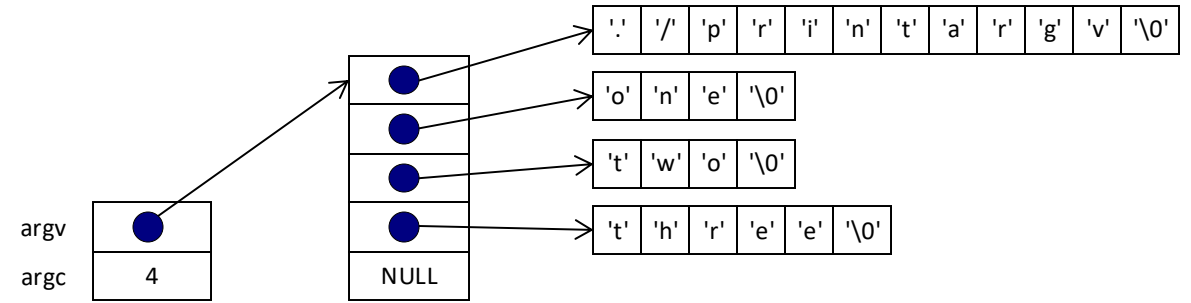 '.' '/' 'p' 'r' 'i' 'n' 't' 'a' 'r' 'g' 'v' '\0'
'o' 'n' 'e' '\0'
't' 'w' 'o' '\0'
argv
't' 'h' 'r' 'e' 'e' '\0'
argc 4 NULL